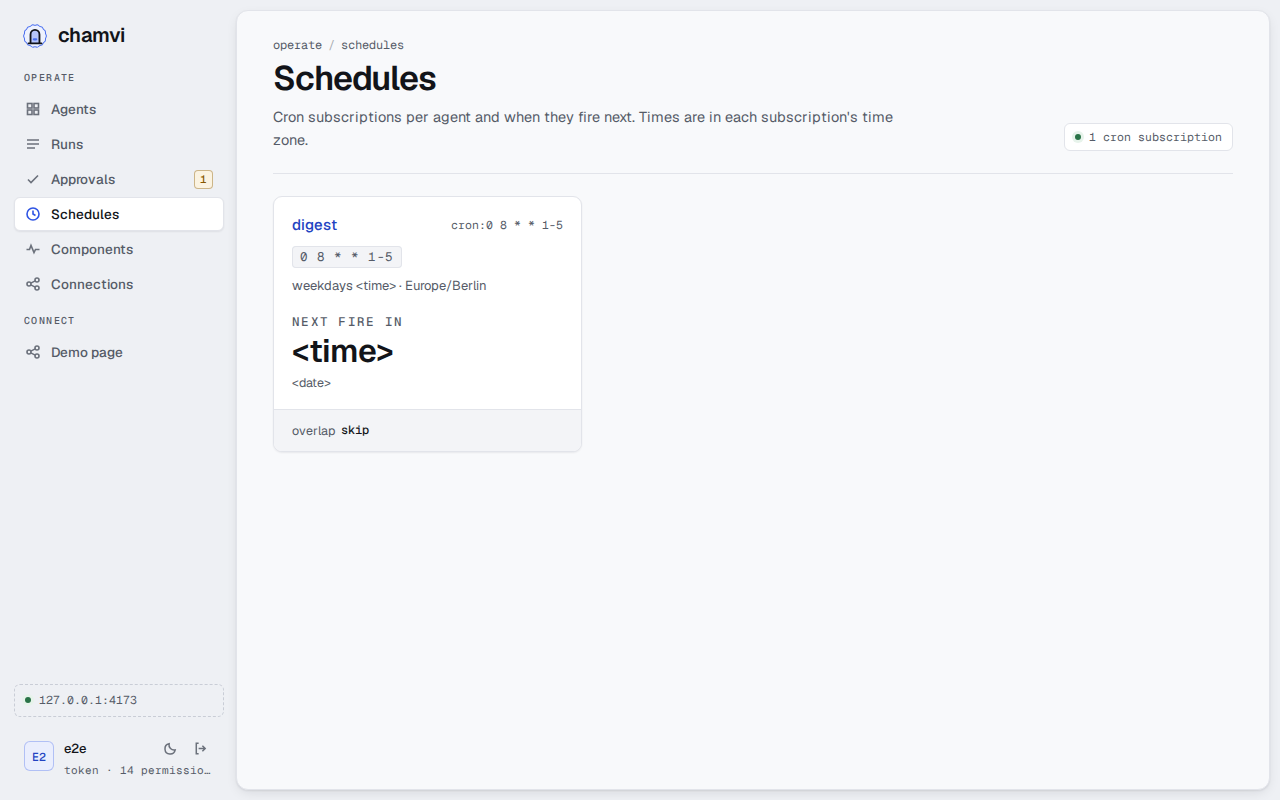 chamvi
OPERATE
Agents
Runs
Approvals 1
Schedules
Components
Connections
CONNECT
Demo page
127.0.0.1:4173
E2
e2e
token · 14 permissio…
operate / schedules
Schedules
Cron subscriptions per agent and when they fire next. Times are in each subscription's time
zone.
1 cron subscription
digest cron:0 8 * * 1-5
0 8 * * 1-5
weekdays <time> · Europe/Berlin
NEXT FIRE IN
<time>
<date>
overlap skip